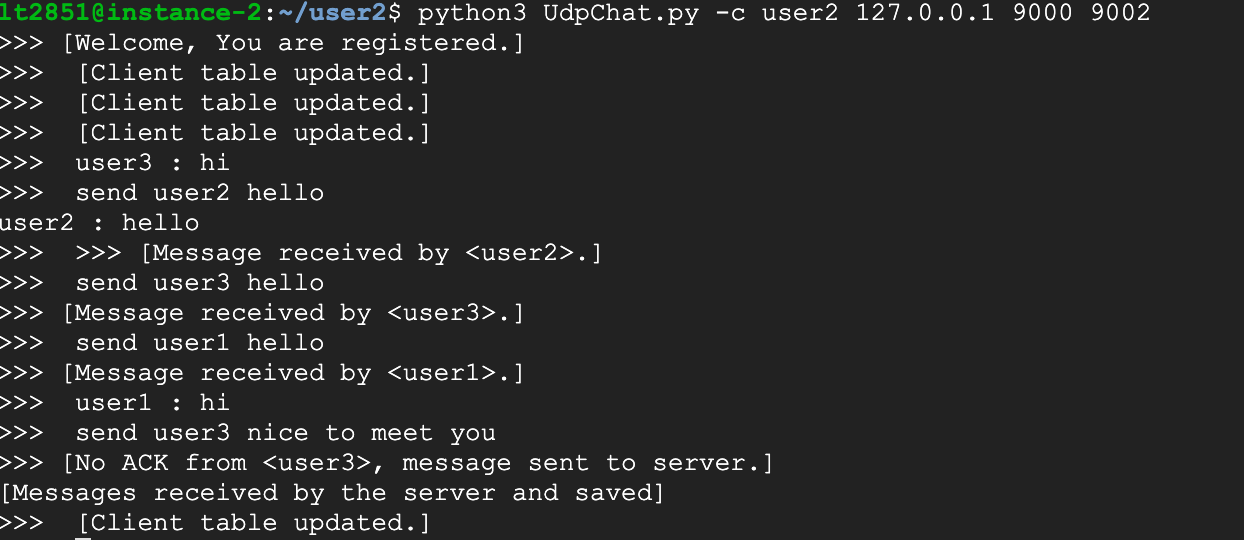 lt2851@instance-2:~/user2$ python3 UdpChat.py -c user2 127.0.0.1 9000 9002
>>> [Welcome, You are registered.]
>>>  [Client table updated.]
>>>  [Client table updated.]
>>>  [Client table updated.]
>>>  user3 : hi
>>>  send user2 hello
user2 : hello
>>>  >>> [Message received by <user2>.]
>>>  send user3 hello
>>> [Message received by <user3>.]
>>>  send user1 hello
>>> [Message received by <user1>.]
>>>  user1 : hi
>>>  send user3 nice to meet you
>>> [No ACK from <user3>, message sent to server.]
[Messages received by the server and saved]
>>>  [Client table updated.]